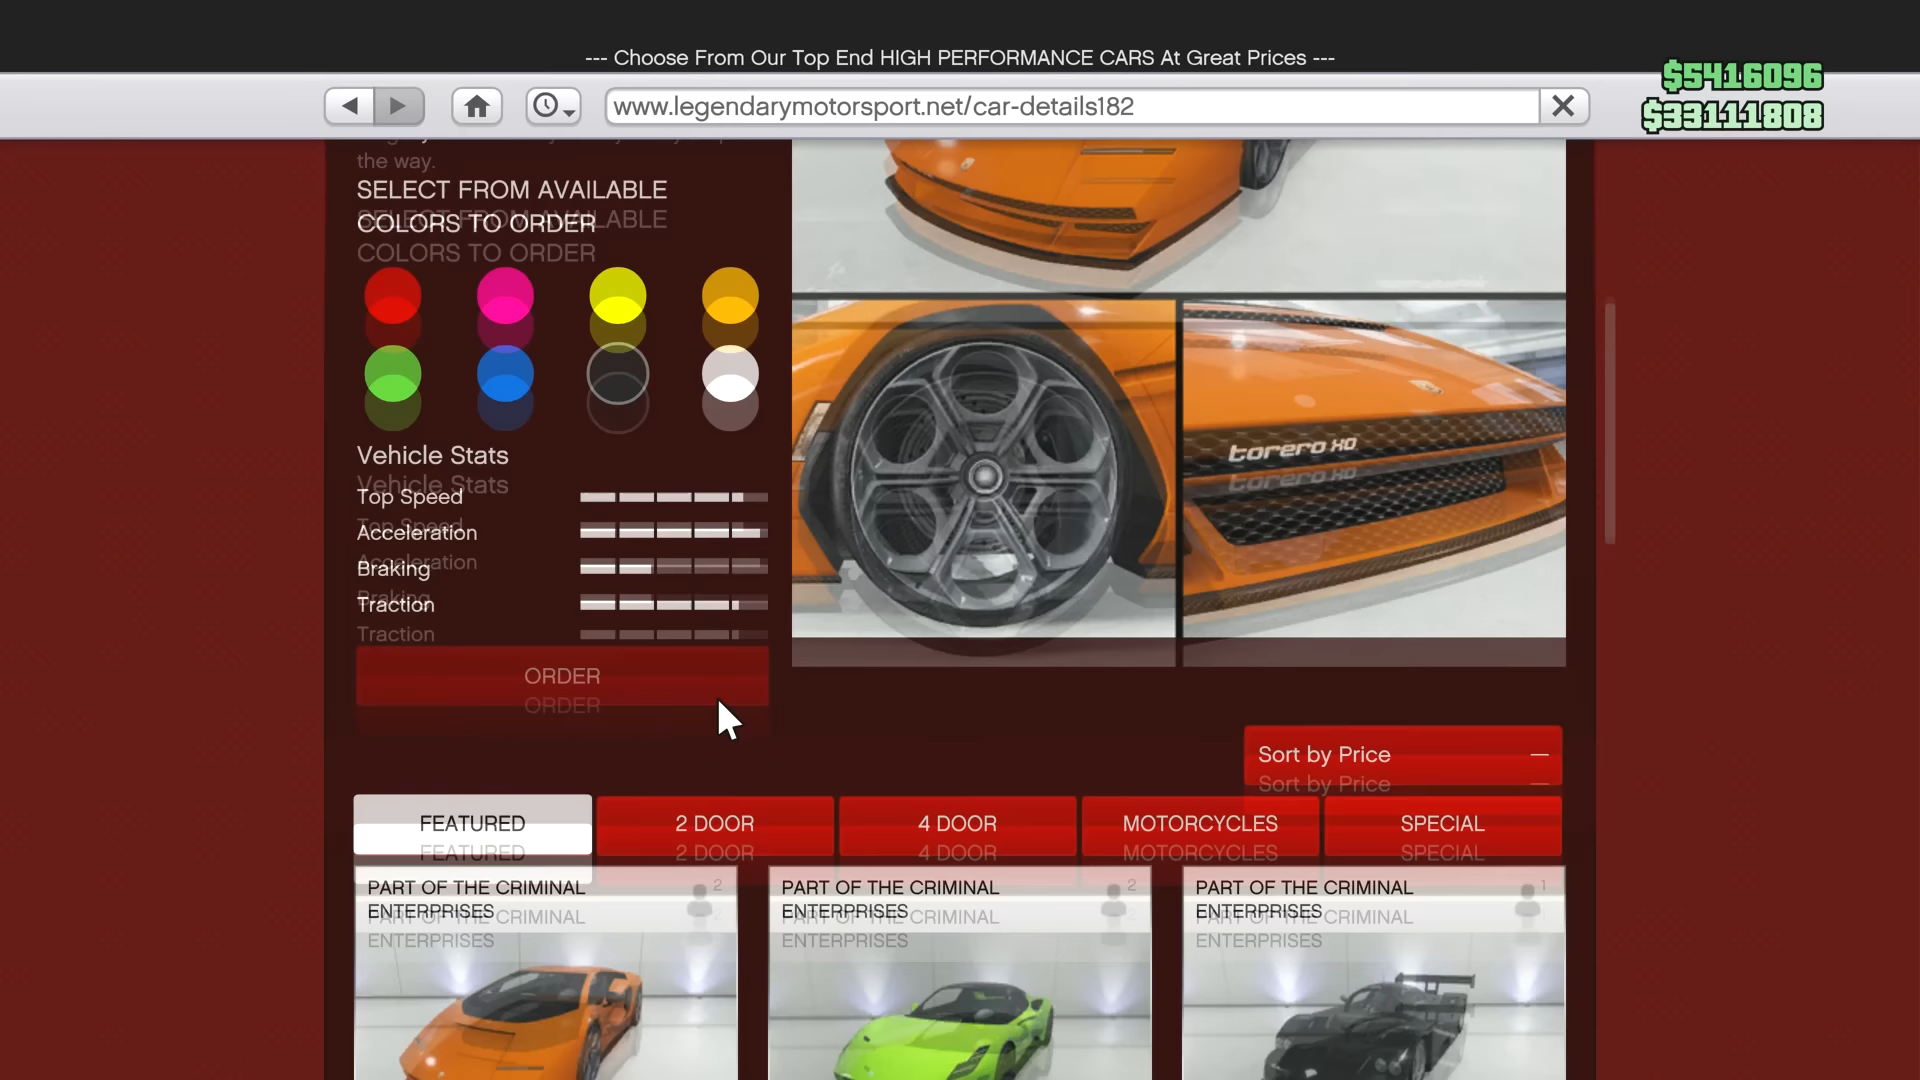 --- Choose From Our Top End HIGH PERFORMANCE CARS At Great Prices ---
$5416096
www.legendarymotorsport.net/car-details182
$33111808
the way.
SELECT FROM AVAILABLE
COLORS TO ORDER
Vehicle Stats
Top Speed
Acceleration
Braking
Traction
ORDER
torero XO
Sort by Price
FEATURED
2 DOOR
4 DOOR
MOTORCYCLES
SPECIAL
PART OF THE CRIMINAL
ENTERPRISES
2
PART OF THE CRIMINAL
ENTERPRISES
2
PART OF THE CRIMINAL
ENTERPRISES
1